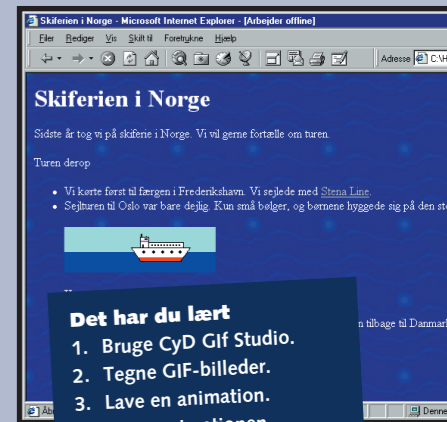 Skiferien i Norge - Microsoft Internet Explorer - [Arbejder offline]
Filer Rediger Vis Skift til Foretrukne Hjælp
Adresse C:\H
Skiferien i Norge
Sidste år tog vi på skiferie i Norge. Vi vil gerne fortælle om turen.
Turen derop
• Vi kørte først til færgen i Frederikshavn. Vi sejlede med Stena Line.
• Sejlturen til Oslo var bare dejlig. Kun små bølger, og børnene hyggede sig på den sto
n tilbage til Danmark
Det har du lært
1. Bruge CyD GIf Studio.
2. Tegne GIF-billeder.
3. Lave en animation.
Denne